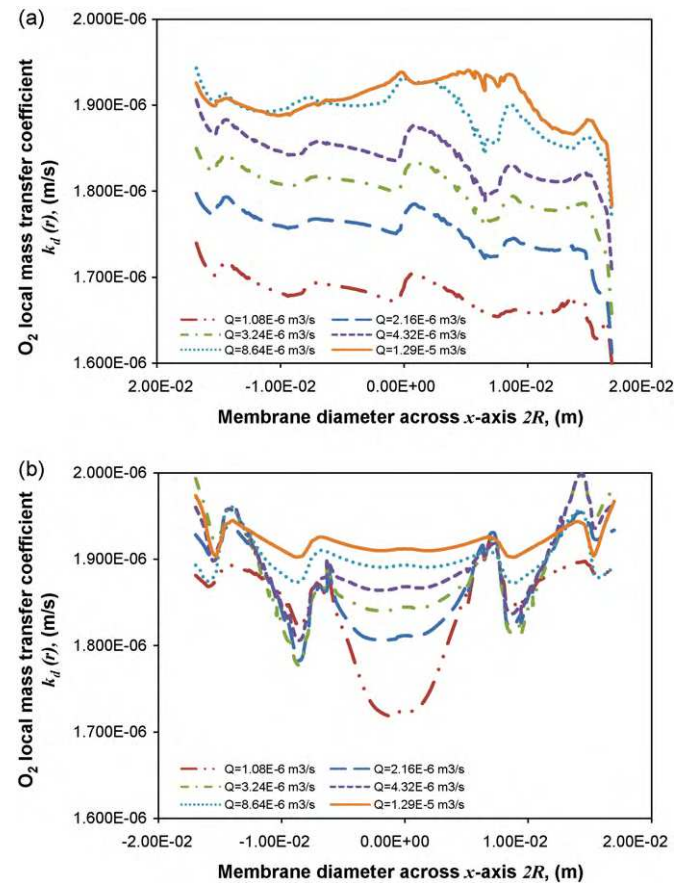 (a)
2.000E-06
1.900E-06
1.800E-06
1.700E-06
1.600E-06
O₂ local mass transfer coefficient
k_d (r), (m/s)
Q=1.08E-6 m3/s
Q=2.16E-6 m3/s
Q=3.24E-6 m3/s
Q=4.32E-6 m3/s
Q=8.64E-6 m3/s
Q=1.29E-5 m3/s
2.00E-02 -1.00E-02 0.00E+00 1.00E-02 2.00E-02
Membrane diameter across x-axis 2R, (m)
(b)
2.000E-06
1.900E-06
1.800E-06
1.700E-06
1.600E-06
O₂ local mass transfer coefficient
k_d (r), (m/s)
Q=1.08E-6 m3/s
Q=2.16E-6 m3/s
Q=3.24E-6 m3/s
Q=4.32E-6 m3/s
Q=8.64E-6 m3/s
Q=1.29E-5 m3/s
-2.00E-02 -1.00E-02 0.00E+00 1.00E-02 2.00E-02
Membrane diameter across x-axis 2R, (m)